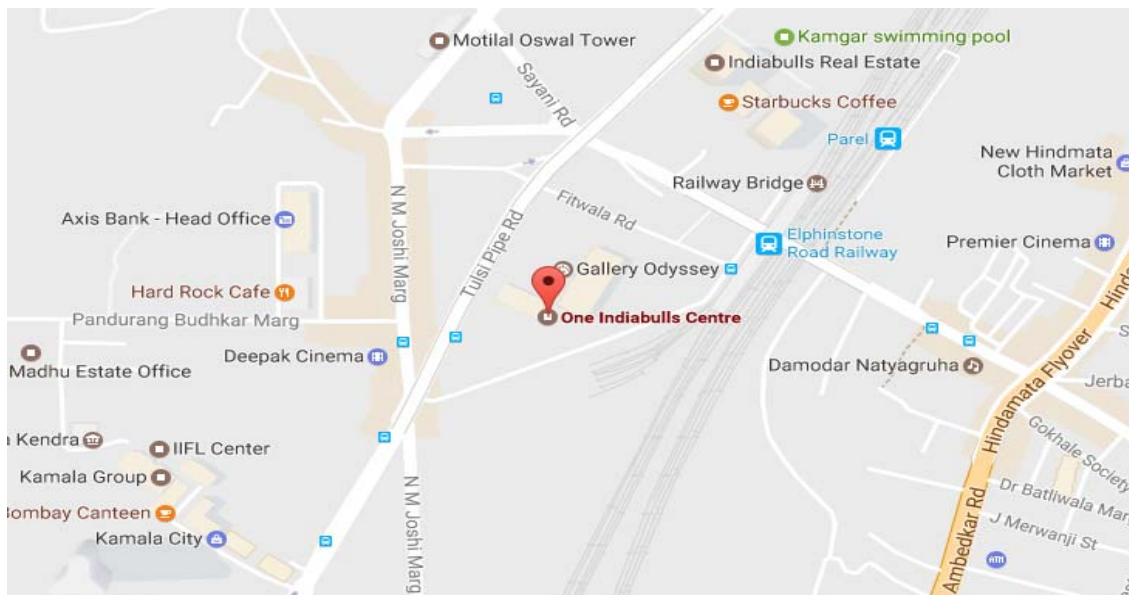 Motilal Oswal Tower
Kamgar swimming pool
Indiabulls Real Estate
Sayani Rd
Starbucks Coffee
Parel
New Hindmata
Cloth Market
Railway Bridge
Fitwala Rd
N M Joshi Marg
Axis Bank - Head Office
Tulsi Pipe Rd
Elphinstone
Road Railway
Premier Cinema
Gallery Odyssey
Hard Rock Cafe
One Indiabulls Centre
Pandurang Budhkar Marg
Deepak Cinema
Madhu Estate Office
Damodar Natyagruha
Hindamata Flyover
Kendra
IIFL Center
Gokhale Society
Kamala Group
N M Joshi Marg
Dr Batliwala Mar
Bombay Canteen
J Merwanji St
Kamala City
Ambedkar Rd
ATM